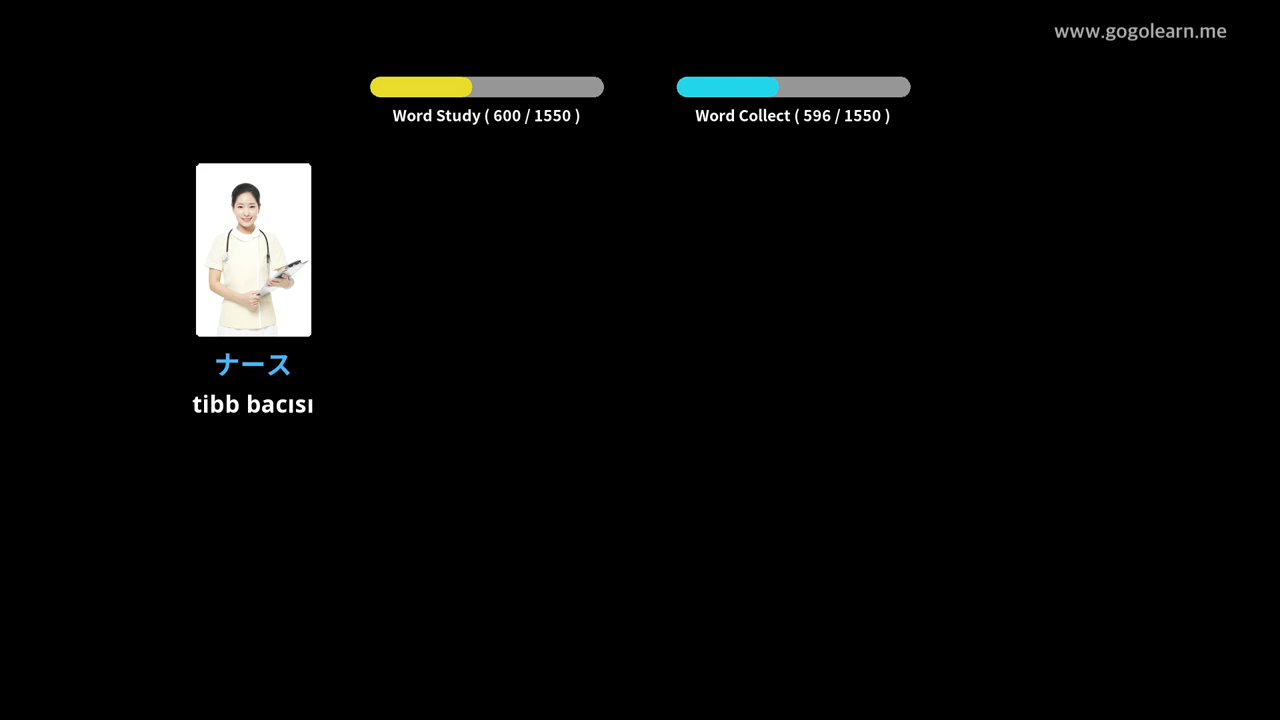 www.gogolearn.me
Word Study ( 600 / 1550 )
Word Collect ( 596 / 1550 )
ナース
tibb bacısı